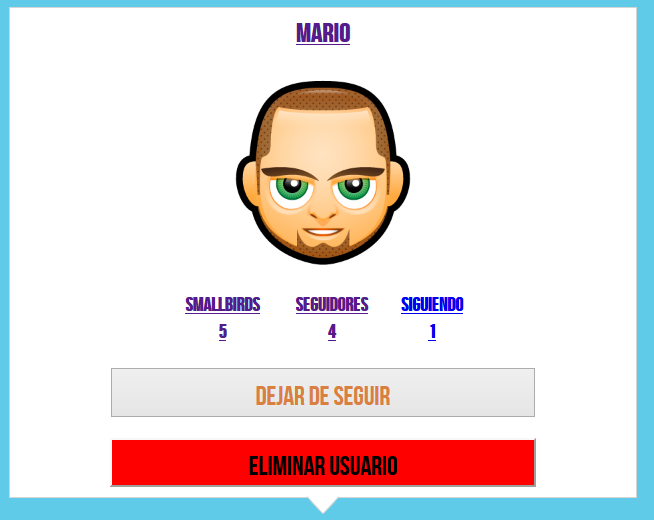 MARIO
SMALLBIRDS SEGUIDORES SIGUIENDO
5 4 1
DEJAR DE SEGUIR
ELIMINAR USUARIO